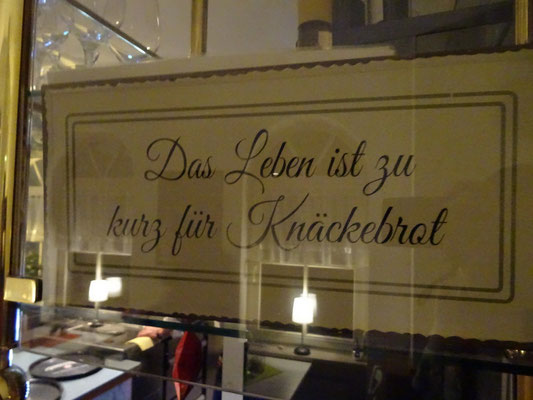 Das Leben ist zu
kurz für Knäckebrot